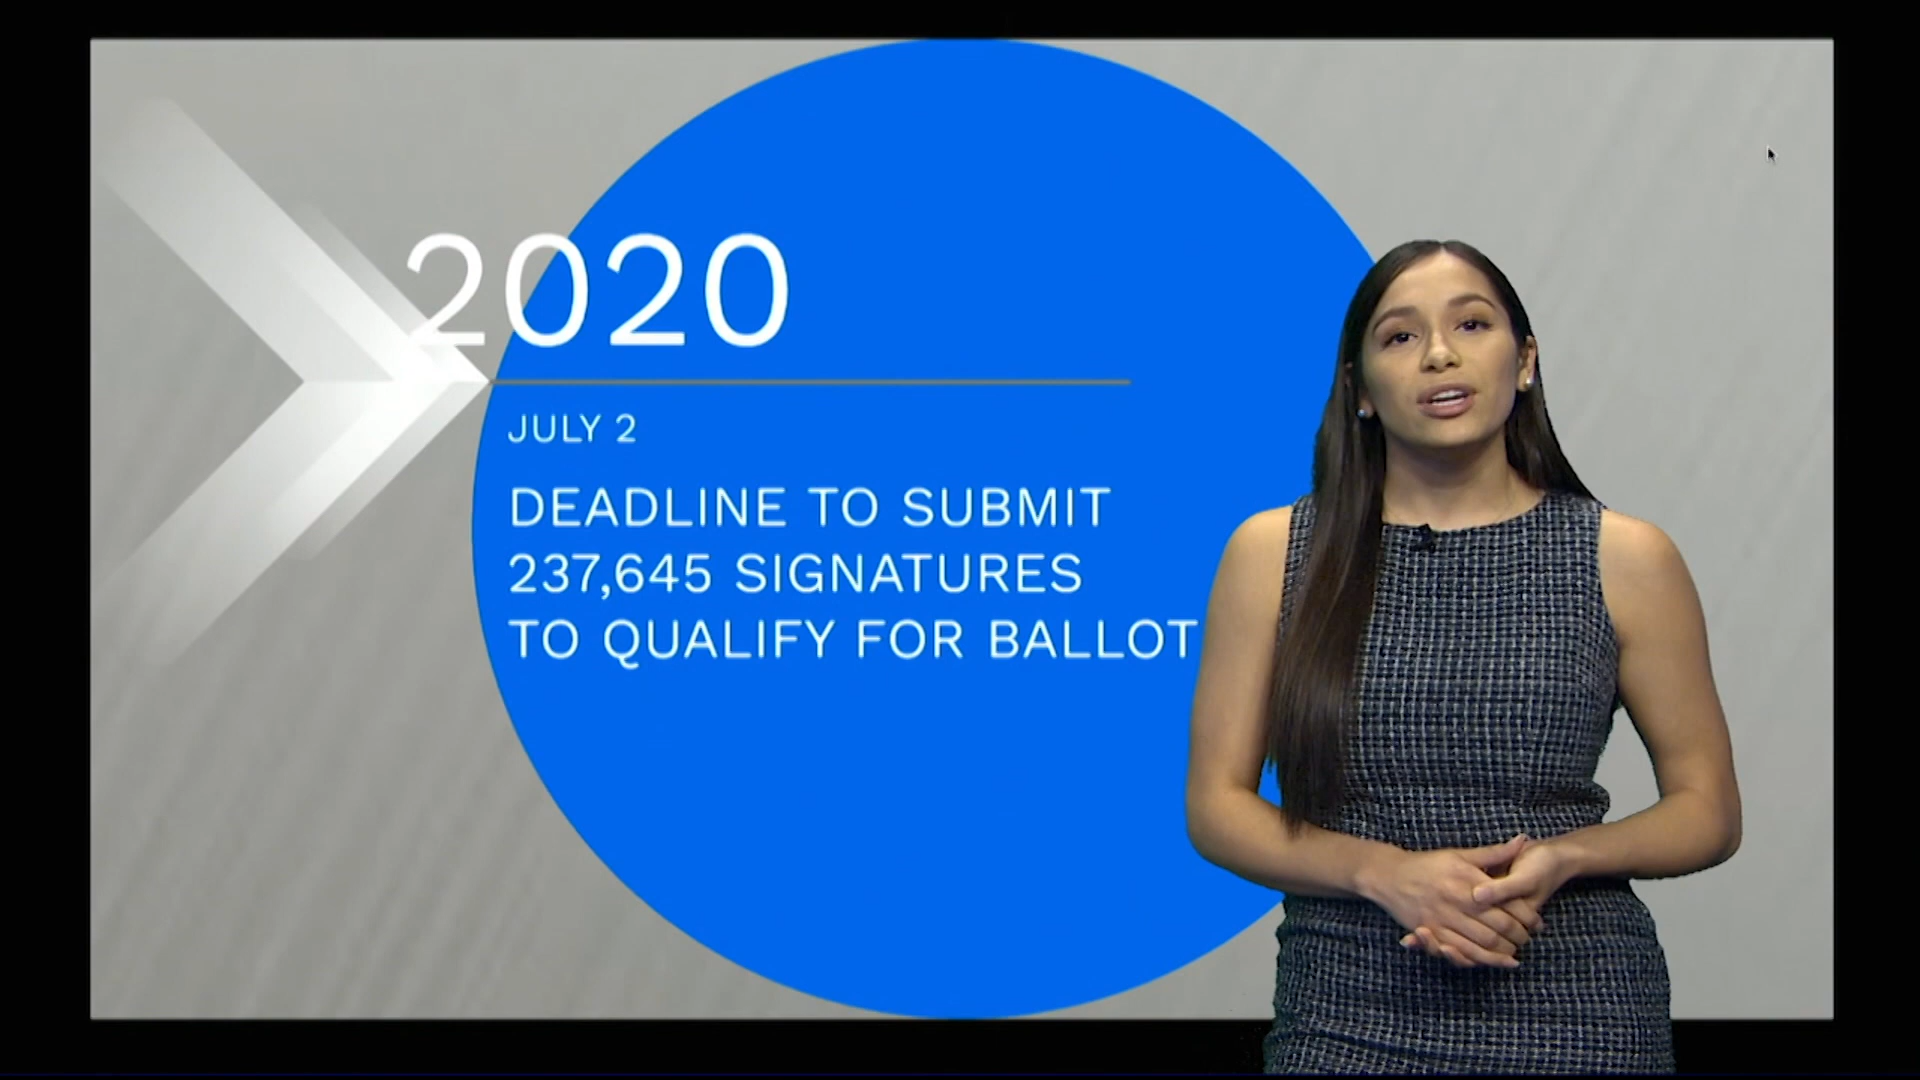 2020
JULY 2
DEADLINE TO SUBMIT
237,645 SIGNATURES
TO QUALIFY FOR BALLOT